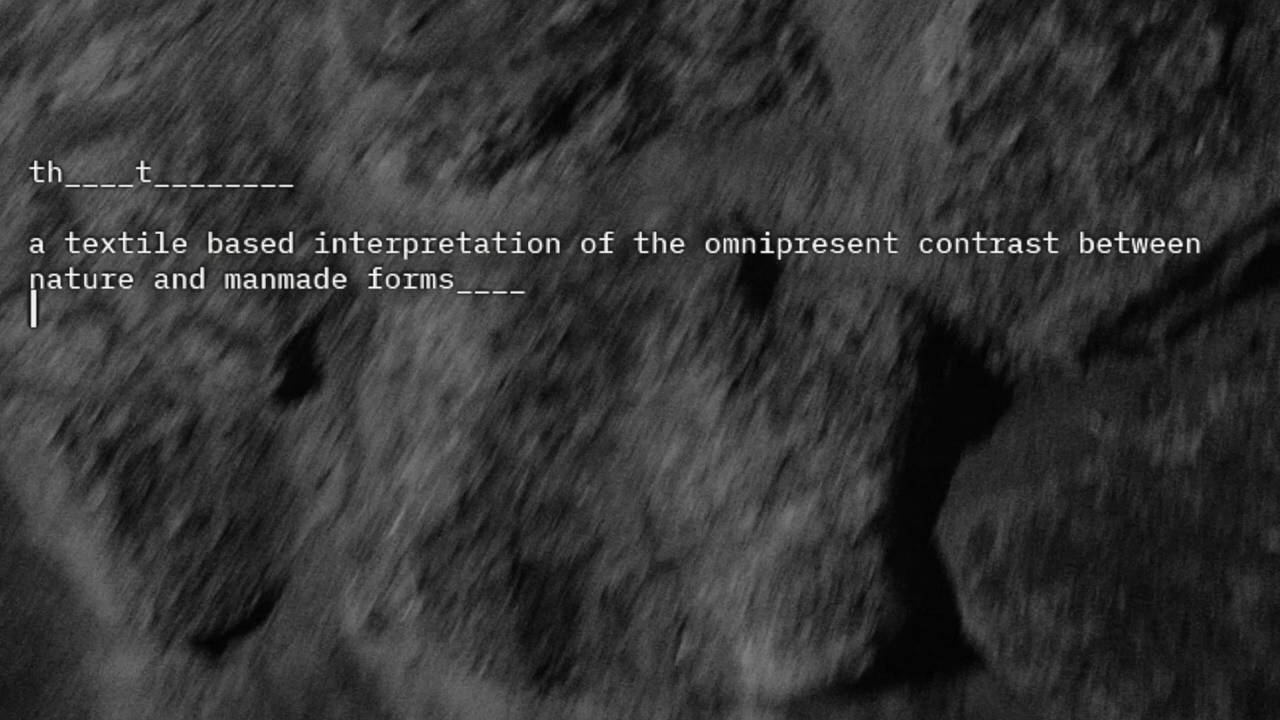 th____t________
a textile based interpretation of the omnipresent contrast between
nature and manmade forms____